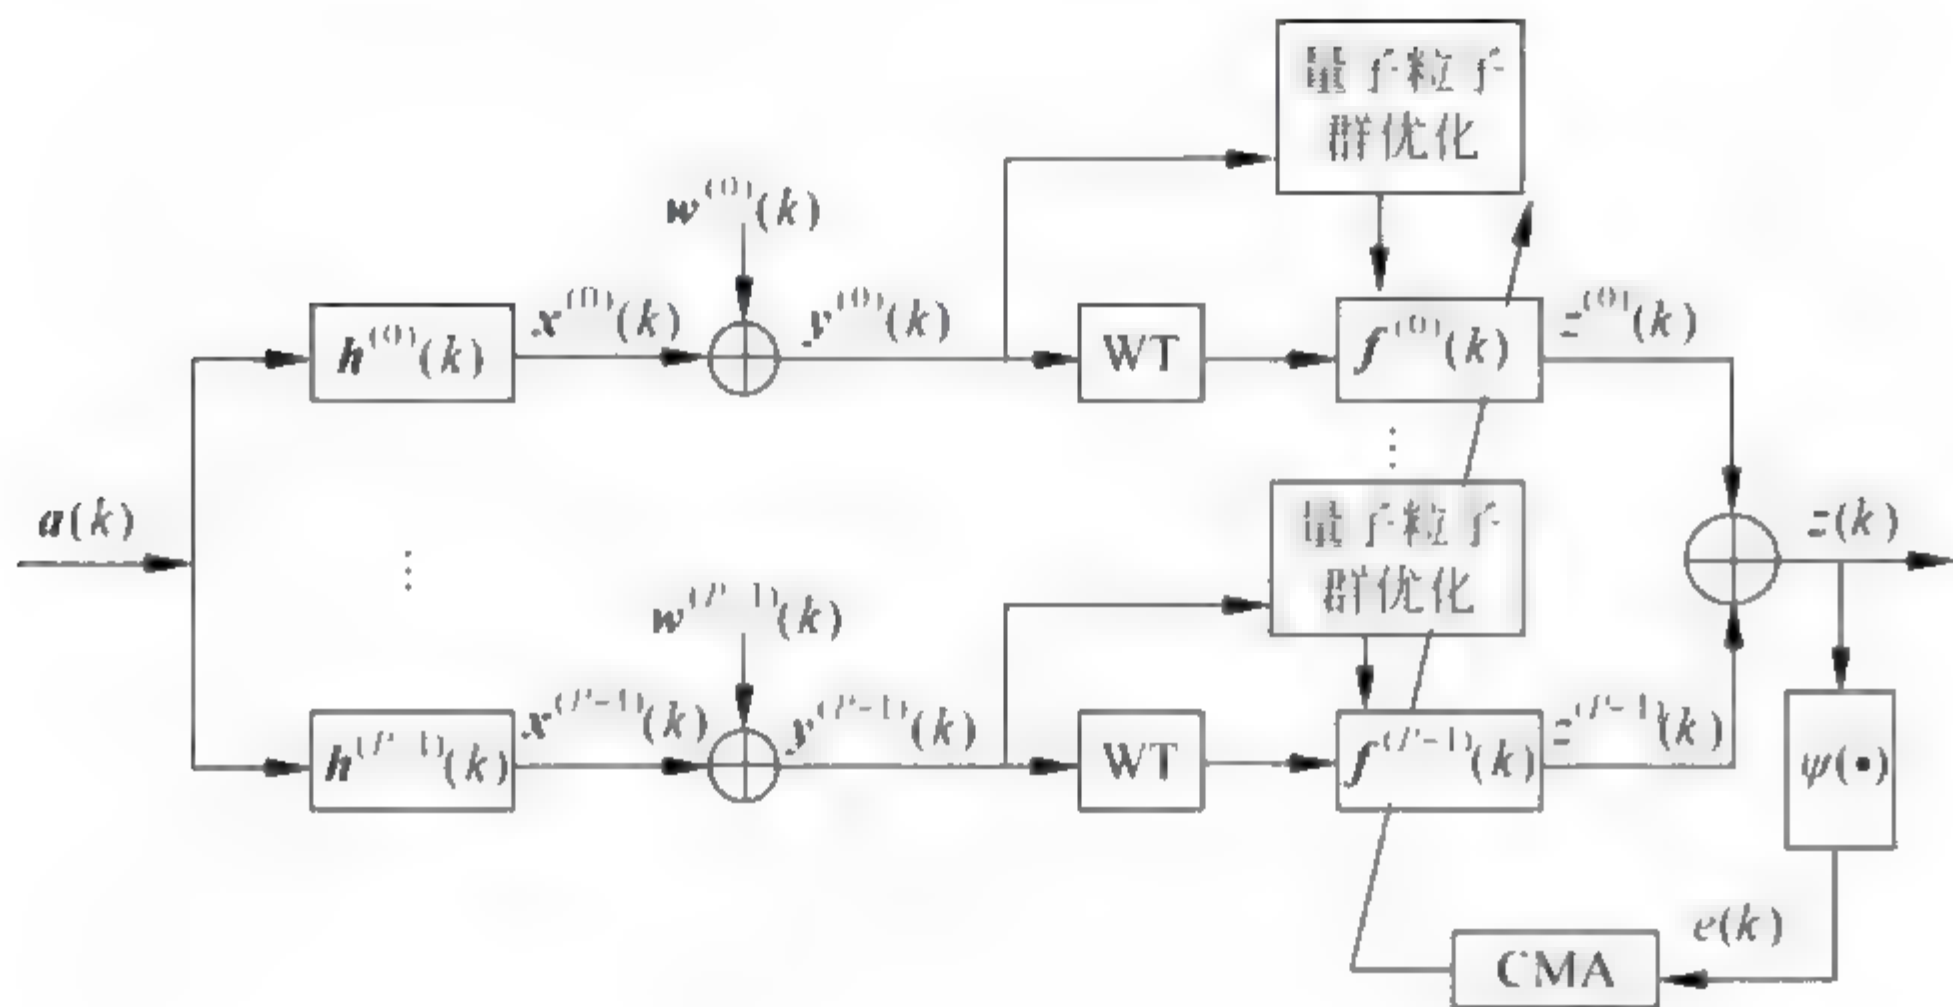 量子粒子
群优化
w⁽⁰⁾(k)
h⁽⁰⁾(k)
x⁽⁰⁾(k)
y⁽⁰⁾(k)
WT
f⁽⁰⁾(k)
z⁽⁰⁾(k)
⋮
a(k)
⋮
量子粒子
群优化
z(k)
w⁽ᴾ⁻¹⁾(k)
h⁽ᴾ⁻¹⁾(k)
x⁽ᴾ⁻¹⁾(k)
y⁽ᴾ⁻¹⁾(k)
WT
f⁽ᴾ⁻¹⁾(k)
z⁽ᴾ⁻¹⁾(k)
ψ(•)
e(k)
CMA